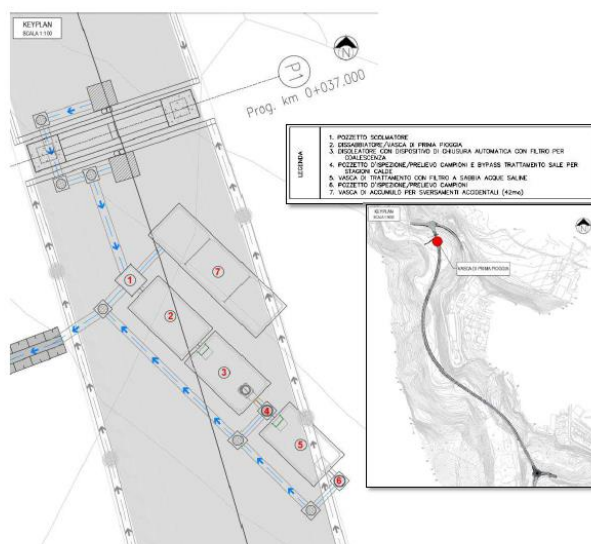 KEYPLAN
SCALA 1:100
P1
Prog. km 0+037.000
LEGENDA
1. POZZETTO SCOLMATORE
2. DISSABBIATORE/VASCA DI PRIMA PIOGGIA
3. DISOLEATORE CON DISPOSITIVO DI CHIUSURA AUTOMATICA CON FILTRO PER
COALESCENZA
4. POZZETTO D'ISPEZIONE/PRELIEVO CAMPIONI E BYPASS TRATTAMENTO SALE PER
STAGIONI CALDE
5. VASCA DI TRATTAMENTO CON FILTRO A SABBIA ACQUE SALINE
6. POZZETTO D'ISPEZIONE/PRELIEVO CAMPIONI
7. VASCA DI ACCUMULO PER SVERSAMENTI ACCIDENTALI (42mc)
KEYPLAN
VASCA DI PRIMA PIOGGIA
1
2
3
4
5
6
7